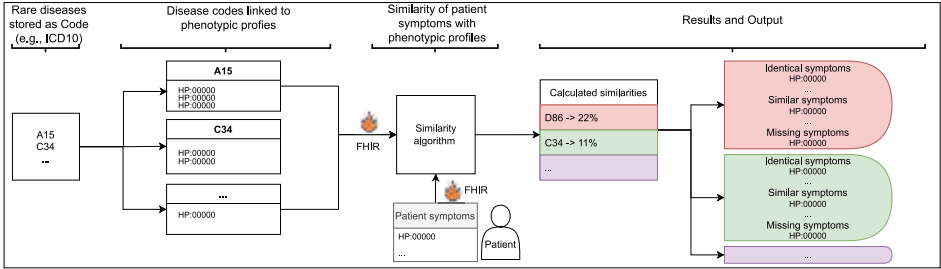 Rare diseases
stored as Code
(e.g., ICD10)
Disease codes linked to
phenotypic profies
Similarity of patient
symptoms with
phenotypic profiles
Results and Output
A15
C34
...
A15
HP:00000
HP:00000
HP:00000
C34
HP:00000
HP:00000
...
HP:00000
FHIR
Similarity
algorithm
FHIR
Patient symptoms
HP:00000
...
Patient
Calculated similarities
D86 -> 22%
C34 -> 11%
...
Identical symptoms
HP:00000
...
Similar symptoms
HP:00000
...
Missing symptoms
HP:00000
Identical symptoms
HP:00000
...
Similar symptoms
HP:00000
...
Missing symptoms
HP:00000
...